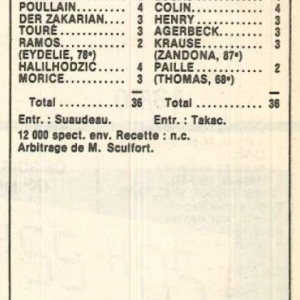 POULLAIN........... 4 COLIN............... 4
DER ZAKARIAN.... 3 HENRY.............. 3
TOURÉ............... 3 AGERBECK......... 3
RAMOS.............. 2 KRAUSE............ 3
(EYDELIE, 78e) (ZANDONA, 87e)
HALILHODZIC...... 4 PAILLE ............. 2
MORICE............. 3 (THOMAS, 68e)
Total ............... 36 Total ............... 36
Entr. : Suaudeau. Entr. : Takac.
12 000 spect. env. Recette : n.c.
Arbitrage de M. Sculfort.